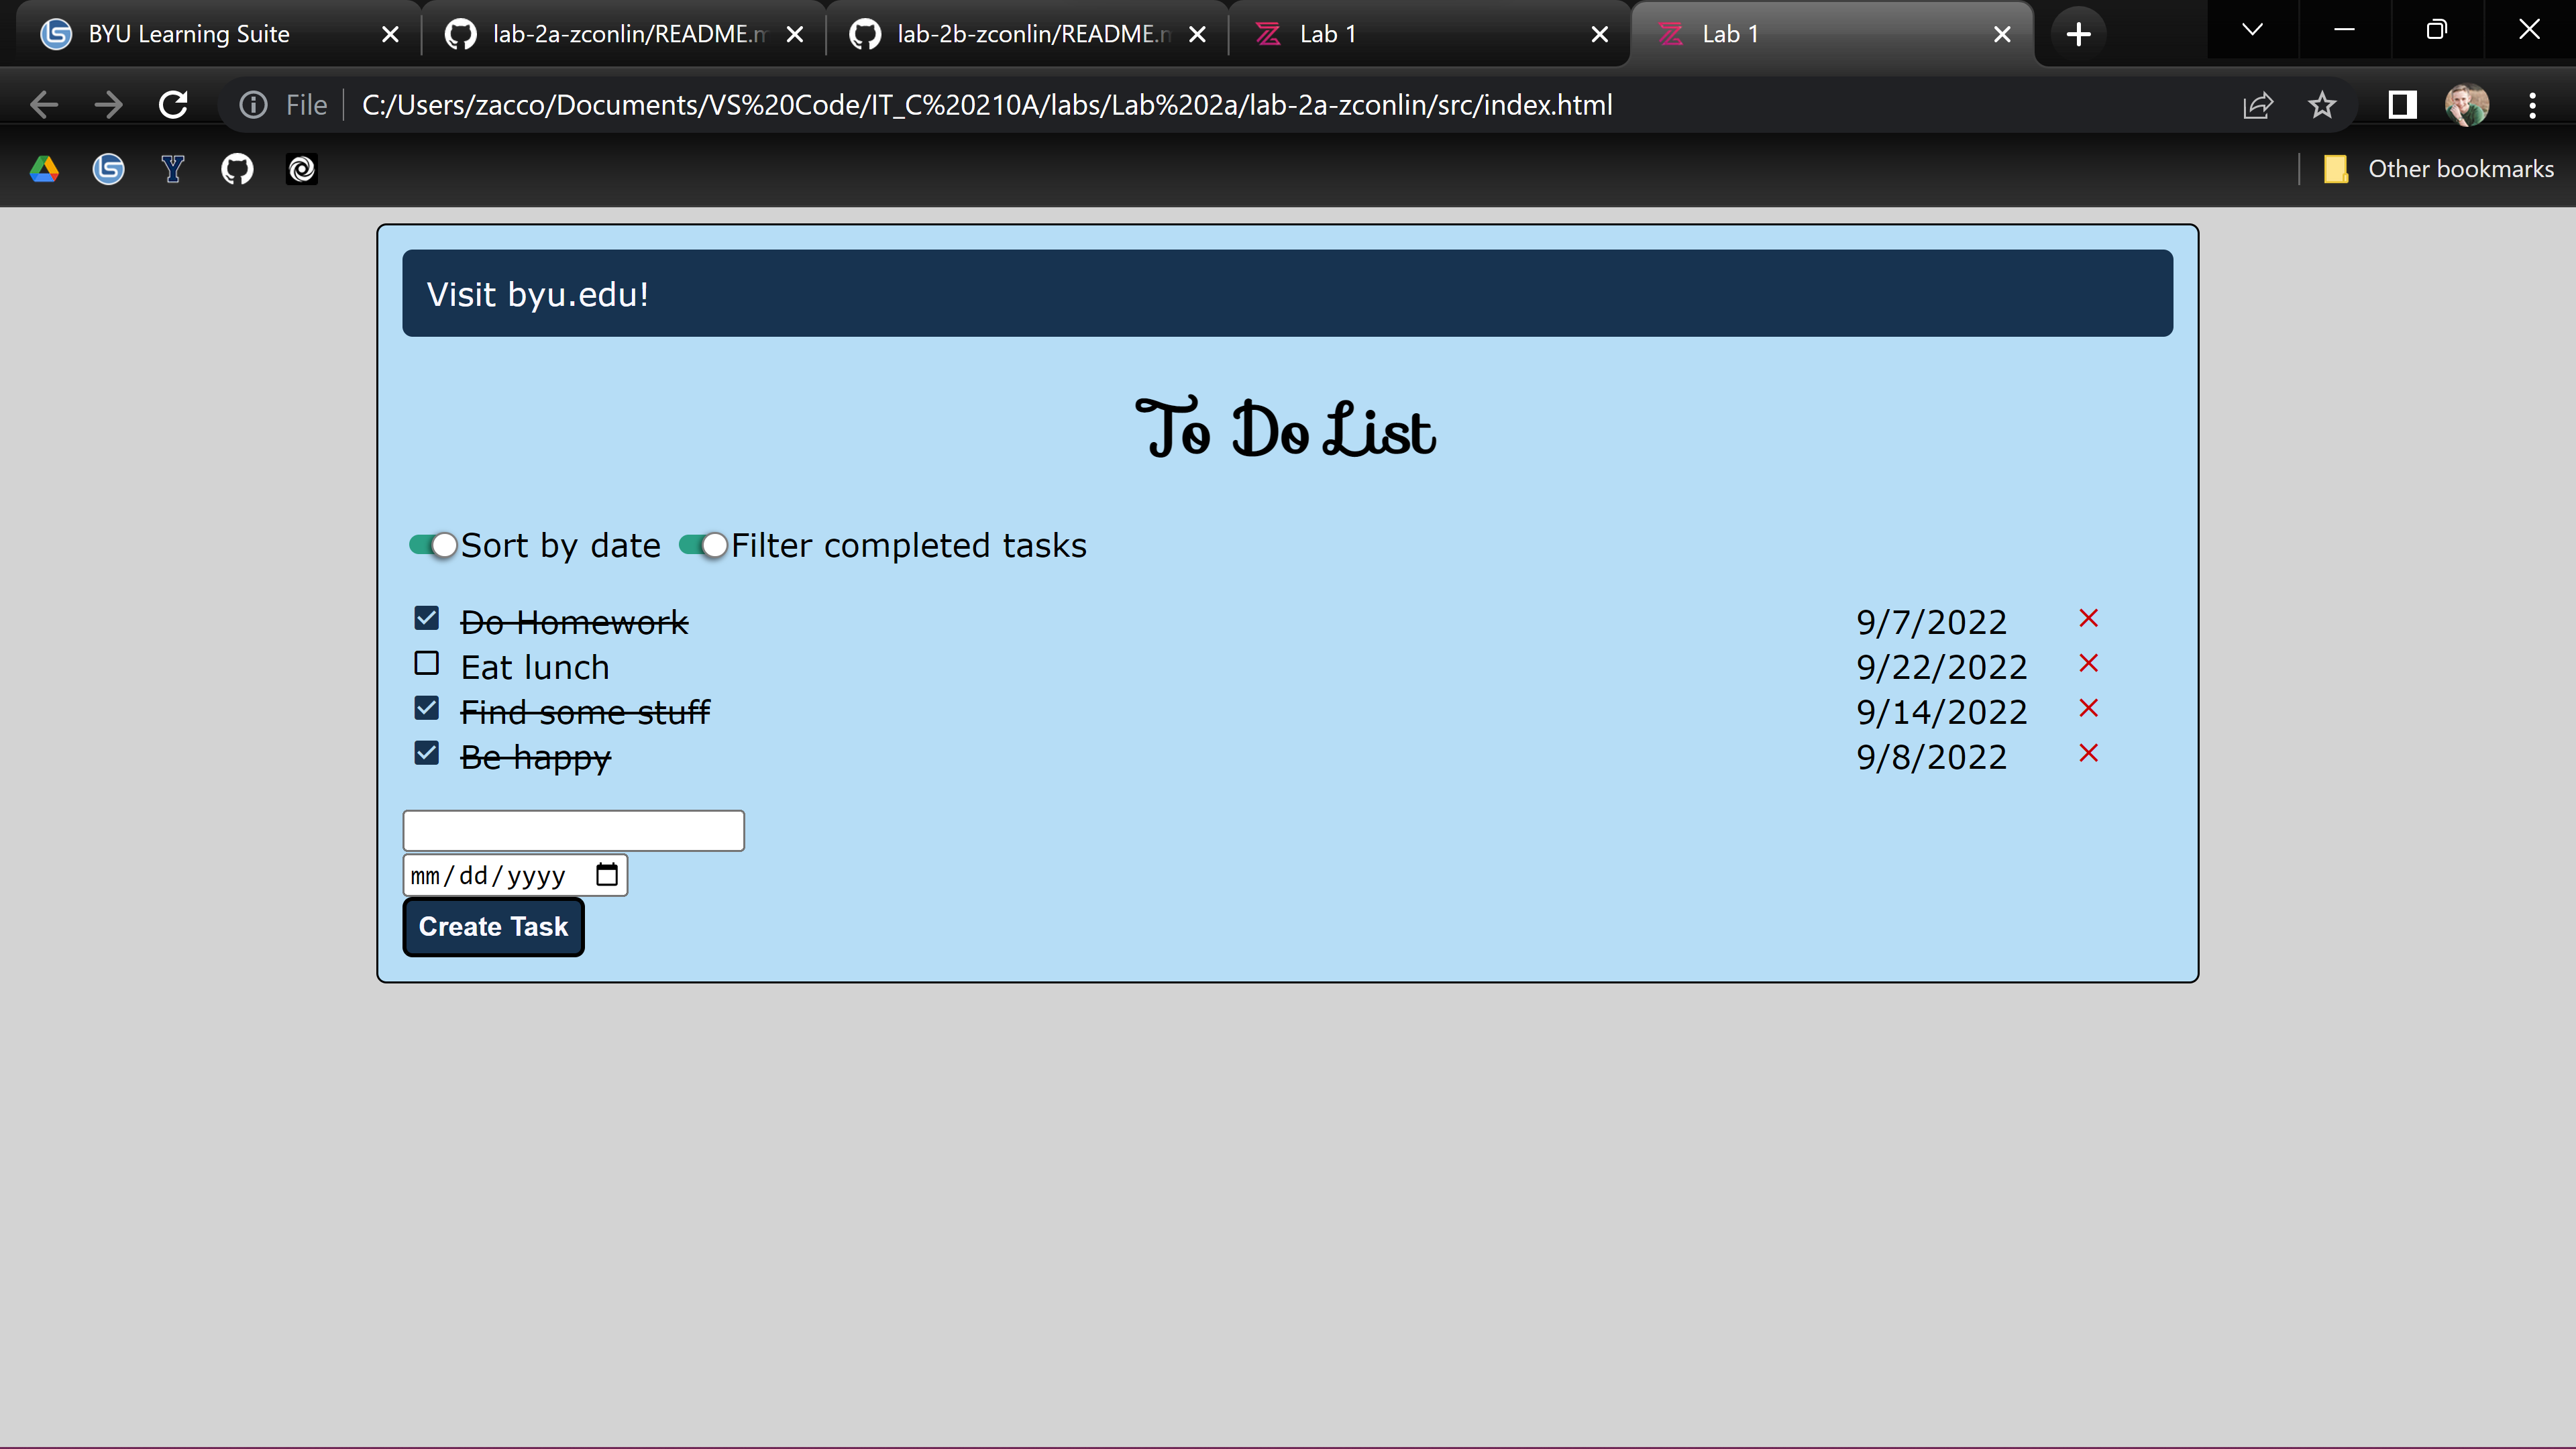 BYU Learning Suite
lab-2a-zconlin/README.m
lab-2b-zconlin/README.m
Lab 1
Lab 1
File
C:/Users/zacco/Documents/VS%20Code/IT_C%20210A/labs/Lab%202a/lab-2a-zconlin/src/index.html
Y
Other bookmarks
Visit byu.edu!
To Do List
Sort by date Filter completed tasks
Do Homework 9/7/2022
Eat lunch 9/22/2022
Find some stuff 9/14/2022
Be happy 9/8/2022
mm/dd/yyyy
Create Task